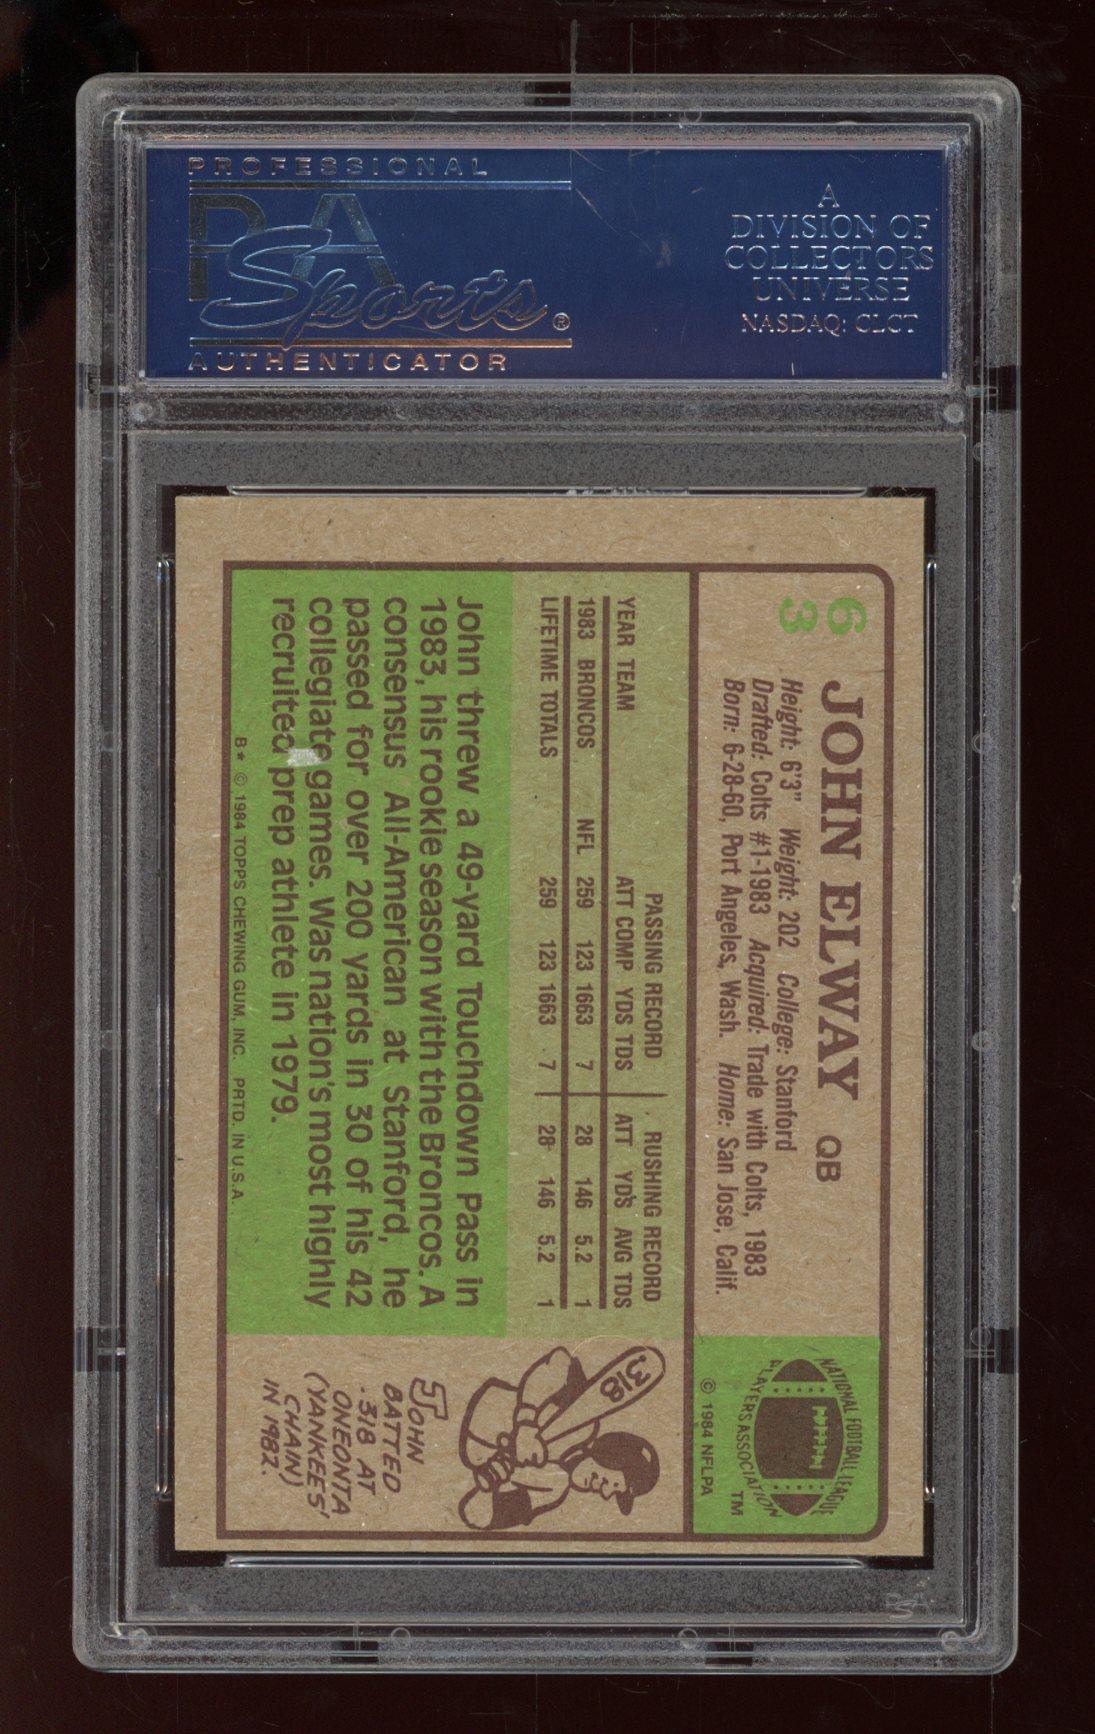 PROFESSIONAL
PSA
Sports®
AUTHENTICATOR
A
DIVISION OF
COLLECTORS
UNIVERSE
NASDAQ: CLCT
63
JOHN ELWAY QB
Height: 6'3" Weight: 202 College: Stanford
Drafted: Colts #1-1983 Acquired: Trade with Colts, 1983
Born: 6-28-60, Port Angeles, Wash. Home: San Jose, Calif.
NATIONAL FOOTBALL LEAGUE
PLAYERS ASSOCIATION
TM
© 1984 NFLPA
PASSING RECORD RUSHING RECORD
YEAR TEAM ATT COMP YDS TDS ATT YDS AVG TDS
1983 BRONCOS NFL 259 123 1663 7 28 146 5.2 1
LIFETIME TOTALS 259 123 1663 7 28 146 5.2 1
John threw a 49-yard Touchdown Pass in
1983, his rookie season with the Broncos. A
consensus All-American at Stanford, he
passed for over 200 yards in 30 of his 42
collegiate games. Was nation's most highly
recruited prep athlete in 1979.
318
JOHN
BATTED
.318 AT
ONEONTA
(YANKEES'
CHAIN)
IN 1982.
B* © 1984 TOPPS CHEWING GUM, INC. PRTD. IN U.S.A.
PSA